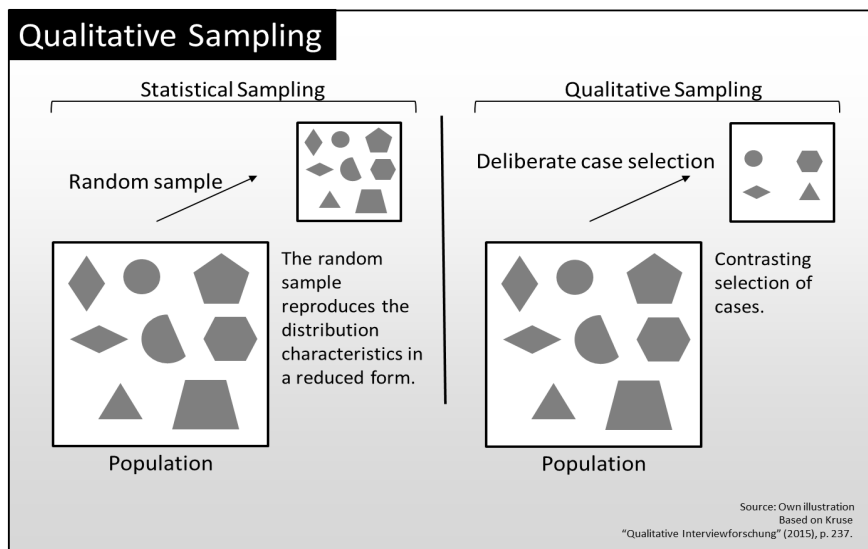 Qualitative Sampling
Statistical Sampling
Random sample
The random
sample
reproduces the
distribution
characteristics in
a reduced form.
Population
Qualitative Sampling
Deliberate case selection
Contrasting
selection of
cases.
Population
Source: Own illustration
Based on Kruse
“Qualitative Interviewforschung” (2015), p. 237.